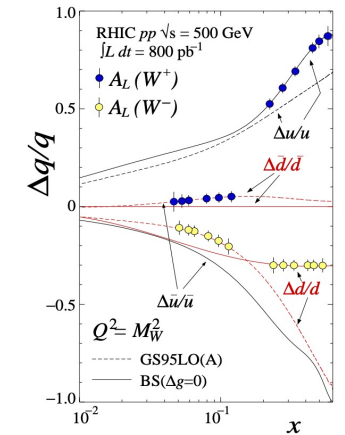 1.0
RHIC pp √s = 500 GeV
∫L dt = 800 pb⁻¹
A_L (W⁺)
A_L (W⁻)
0.5
Δu/u
Δq/q
Δd̄/d̄
0
Δd/d
Δū/ū
−0.5
Q²= M²_W
GS95LO(A)
BS(Δg=0)
−1.0
10⁻²
10⁻¹
x